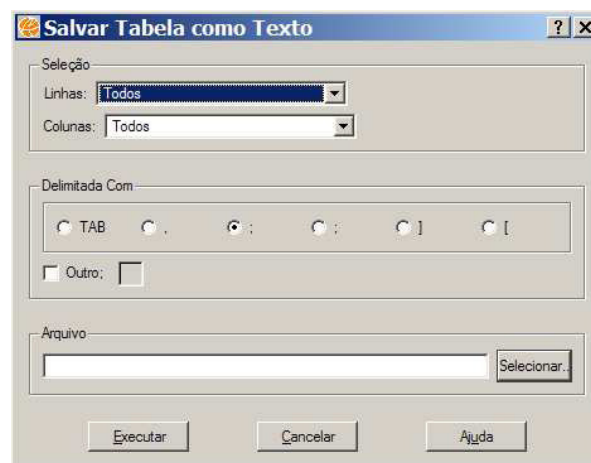 Salvar Tabela como Texto
Seleção
Linhas: Todos
Colunas: Todos
Delimitada Com
TAB . ; : ] [
Outro;
Arquivo
Selecionar..
Executar Cancelar Ajuda